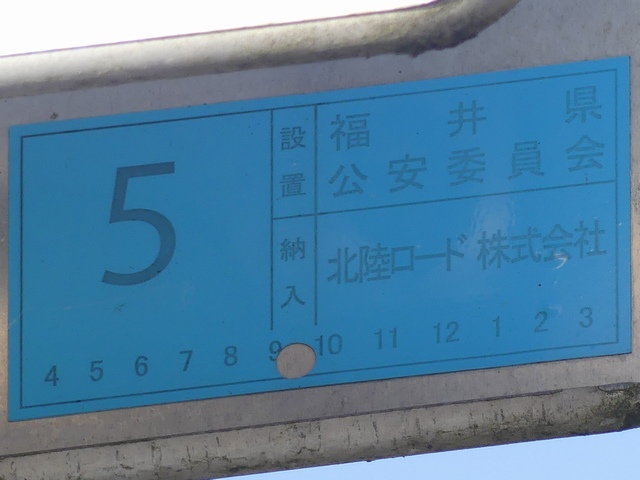 5
設置
福井県
公安委員会
納入
北陸ロード株式会社
4 5 6 7 8 9 10 11 12 1 2 3